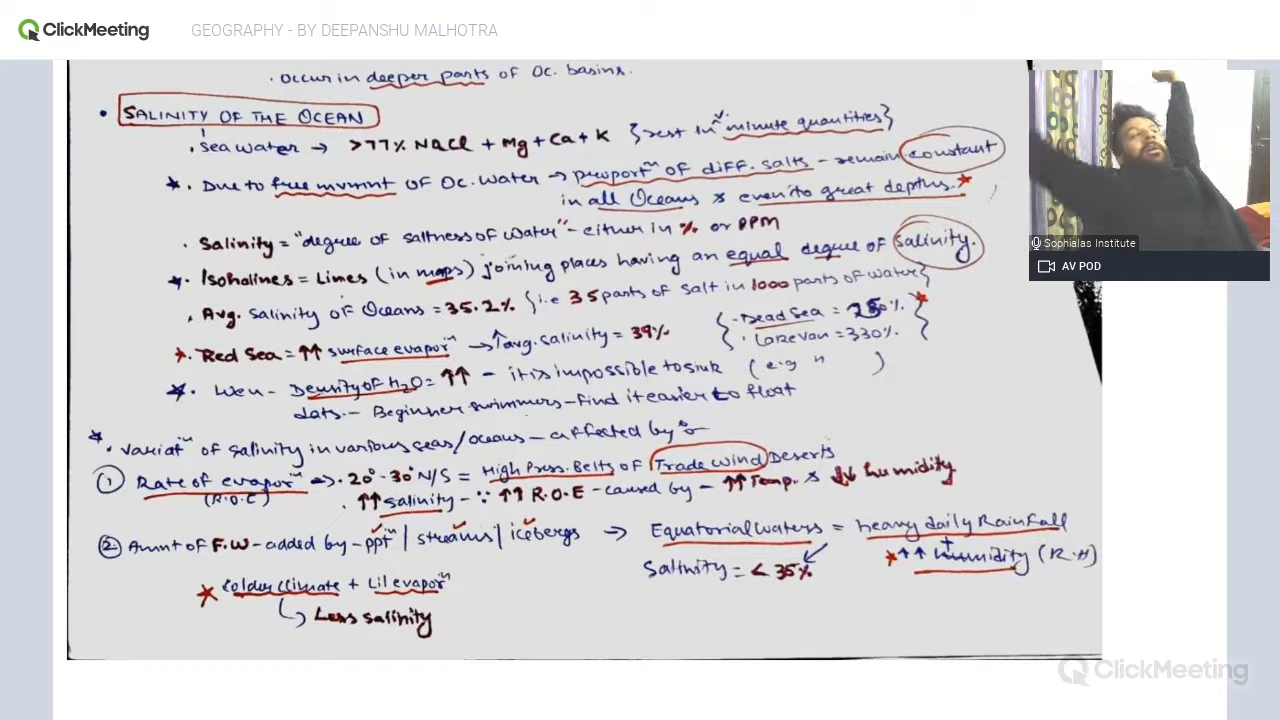 ClickMeeting
GEOGRAPHY - BY DEEPANSHU MALHOTRA
. Occur in deeper parts of Oc. basins.
• SALINITY OF THE OCEAN
. Sea water → >77% NaCl + Mg + Ca + K {rest in minute quantities}
. Due to free mvmnt of Oc. Water → proportn of diff. salts - remain constant
in all Oceans & even to great depths.
. Salinity = "degree of saltness of water" - either in % or PPM
. Isohalines = Limes (in maps) joining places having an equal degree of salinity.
. Avg. salinity of Oceans = 35.2% {i.e 35 parts of salt in 1000 parts of water}
. Dead Sea = 250%.
. Red Sea = ↑↑ surface evaporn → ↑avg. salinity = 39%
. Lake Van = 330%.
. Wen - Density of H2O = ↑↑ - it is impossible to sink (e.g " )
dats - Beginner swimmers - find it easier to float
. Variatn of salinity in various seas/oceans - affected by :-
① Rate of evaporn → . 20° - 30° N/S = High Press. Belts of Trade Wind Deserts
(R.O.E)
. ↑↑ salinity - ∵ ↑↑ R.O.E - caused by - ↑↑ Temp. & ↓↓ humidity
② Amnt of F.W - added by - pptn / streams / icebergs → Equatorial waters = heavy daily Rainfall
+
Salinity = < 35% ↑↑ humidity (R.H)
Colder climate + Lil evaporn
↳ Less salinity
Sophialas Institute
AV POD
ClickMeeting